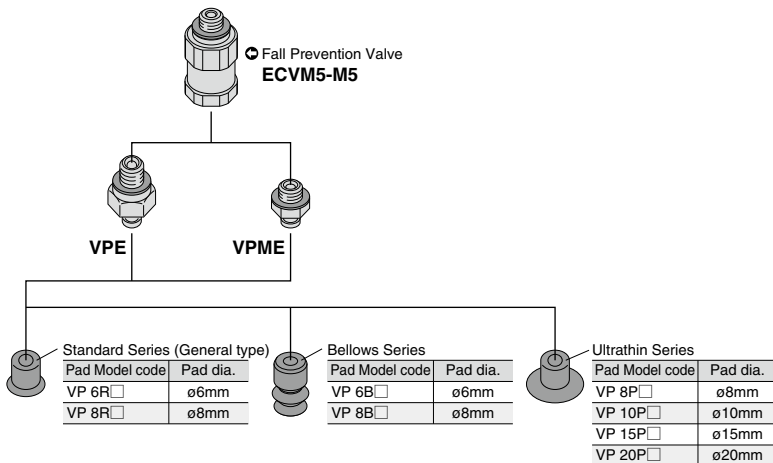 Fall Prevention Valve
ECVM5-M5
VPE
VPME
Standard Series (General type)
Pad Model code Pad dia.
VP 6R□ ø6mm
VP 8R□ ø8mm
Bellows Series
Pad Model code Pad dia.
VP 6B□ ø6mm
VP 8B□ ø8mm
Ultrathin Series
Pad Model code Pad dia.
VP 8P□ ø8mm
VP 10P□ ø10mm
VP 15P□ ø15mm
VP 20P□ ø20mm